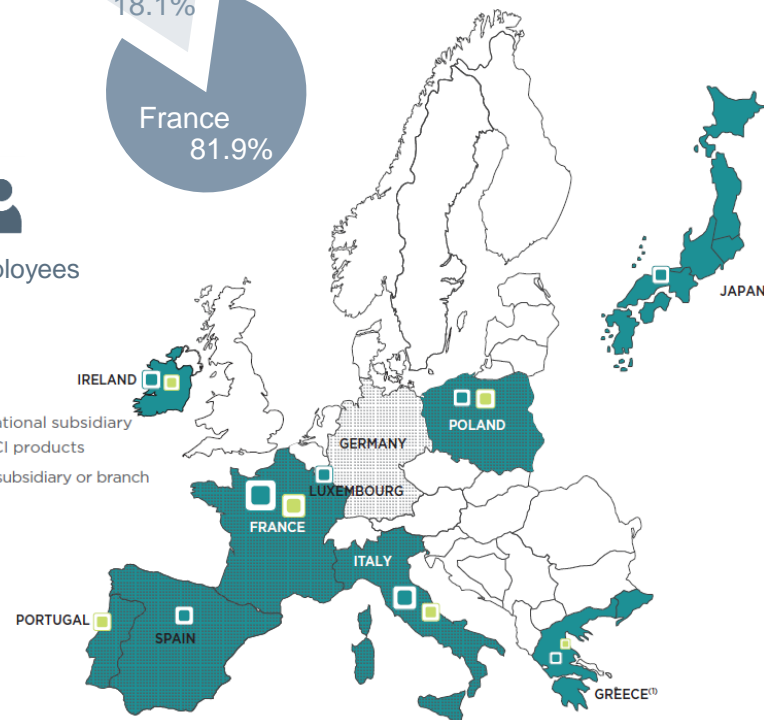 18.1%
France
81.9%
ployees
JAPAN
IRELAND
ational subsidiary
CI products
subsidiary or branch
POLAND
GERMANY
LUXEMBOURG
FRANCE
ITALY
PORTUGAL
SPAIN
GREECE(1)